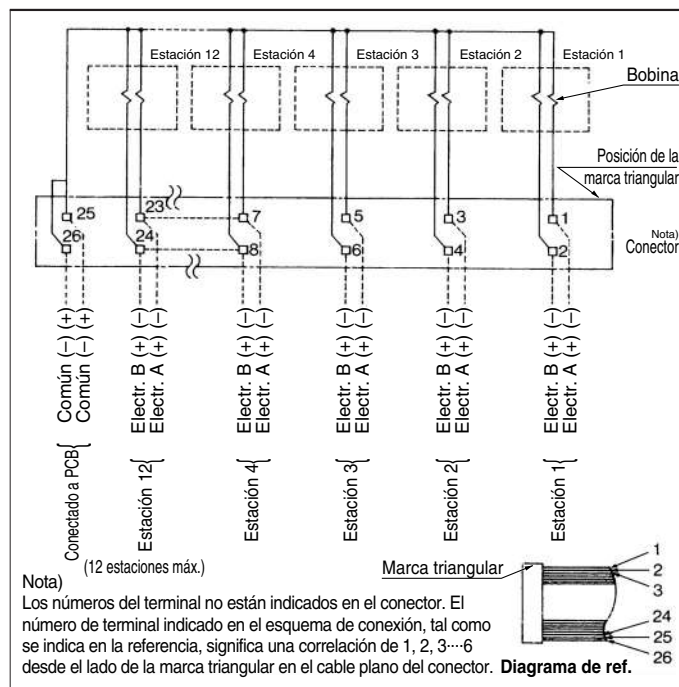 Estación 12
Estación 4
Estación 3
Estación 2
Estación 1
Bobina
Posición de la
marca triangular
25
23
7
5
3
1
26
24
8
6
4
2
Nota)
Conector
Común (–) (+)
Común (–) (+)
Electr. B (+) (–)
Electr. A (+) (–)
Electr. B (+) (–)
Electr. A (+) (–)
Electr. B (+) (–)
Electr. A (+) (–)
Electr. B (+) (–)
Electr. A (+) (–)
Electr. B (+) (–)
Electr. A (+) (–)
Conectado a PCB
Estación 12
Estación 4
Estación 3
Estación 2
Estación 1
(12 estaciones máx.)
Marca triangular
1
2
3
24
25
26
Nota)
Los números del terminal no están indicados en el conector. El
número de terminal indicado en el esquema de conexión, tal como
se indica en la referencia, significa una correlación de 1, 2, 3····6
desde el lado de la marca triangular en el cable plano del conector. Diagrama de ref.